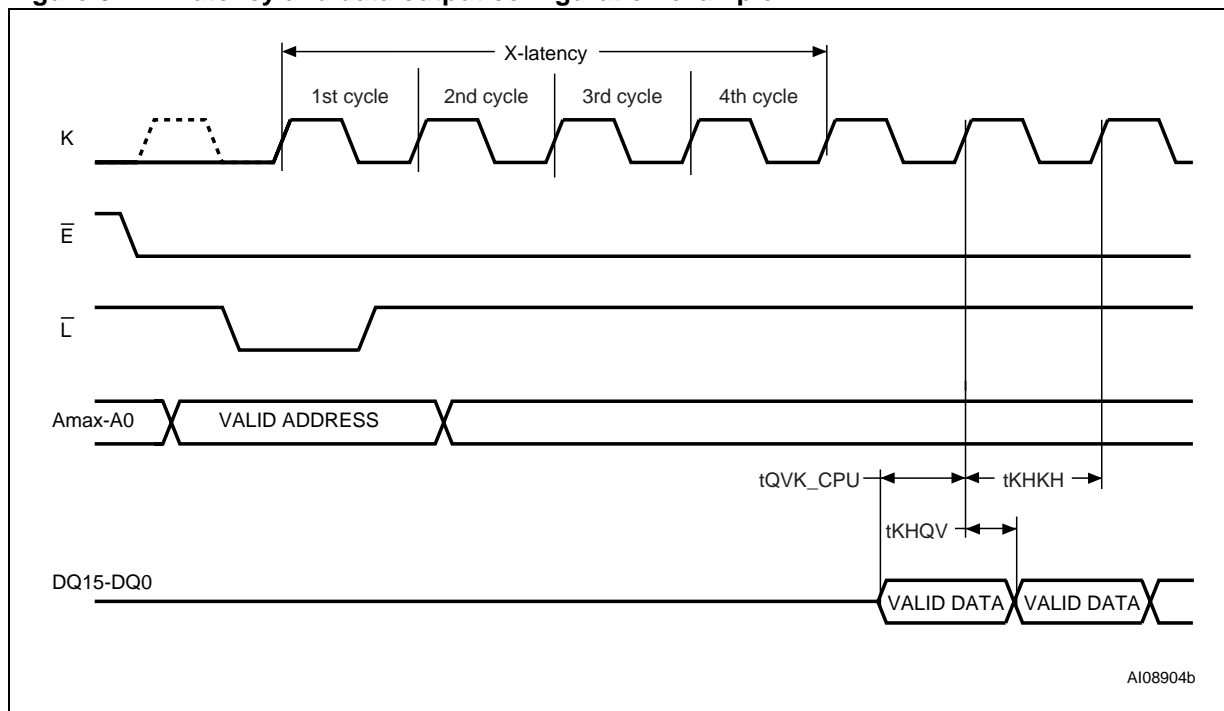 X-latency
1st cycle
2nd cycle
3rd cycle
4th cycle
K
E
L
Amax-A0
VALID ADDRESS
tQVK_CPU
tKHKH
tKHQV
DQ15-DQ0
VALID DATA
VALID DATA
AI08904b